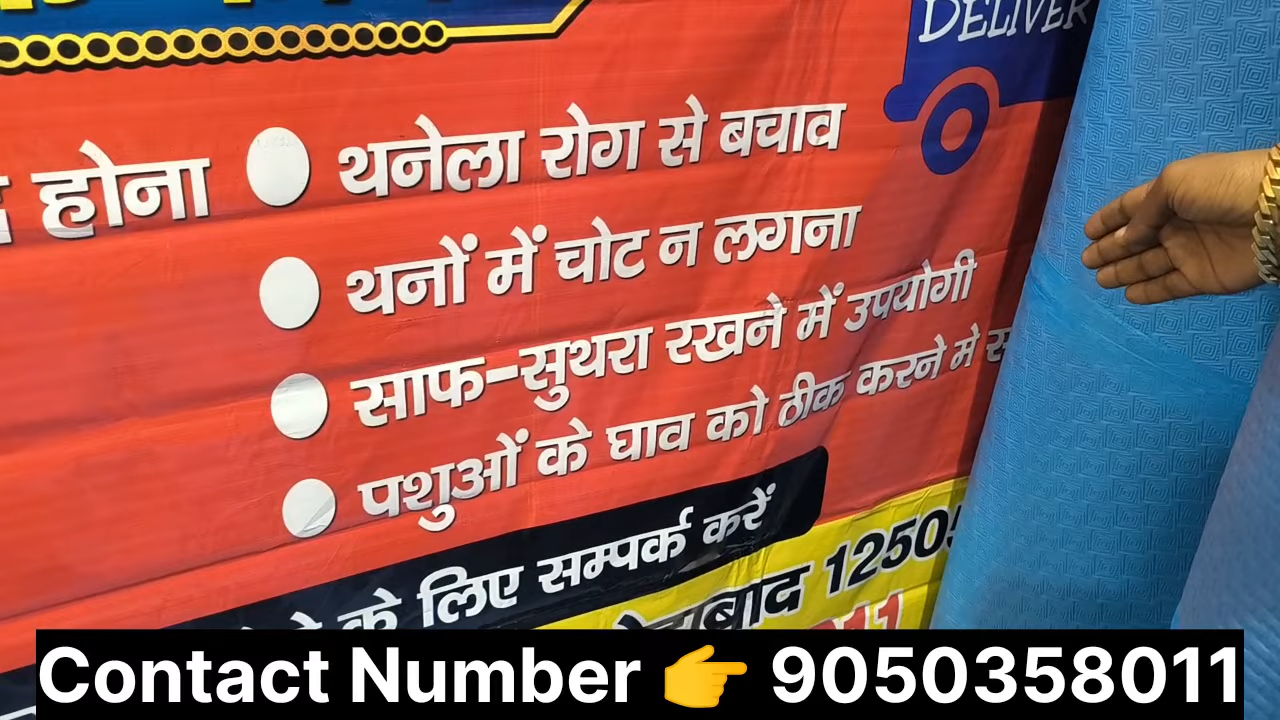 DELIVER
होना
थनेला रोग से बचाव
थनों में चोट न लगना
साफ-सुथरा रखने में उपयोगी
पशुओं के घाव को ठीक करने मे
के लिए सम्पर्क करें
1250
Contact Number 👉 9050358011